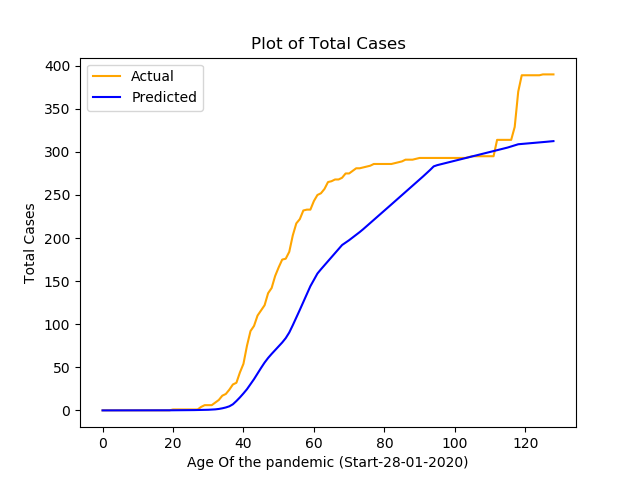 Plot of Total Cases
Actual
Predicted
400
350
300
250
200
150
100
50
0
Total Cases
0 20 40 60 80 100 120
Age Of the pandemic (Start-28-01-2020)